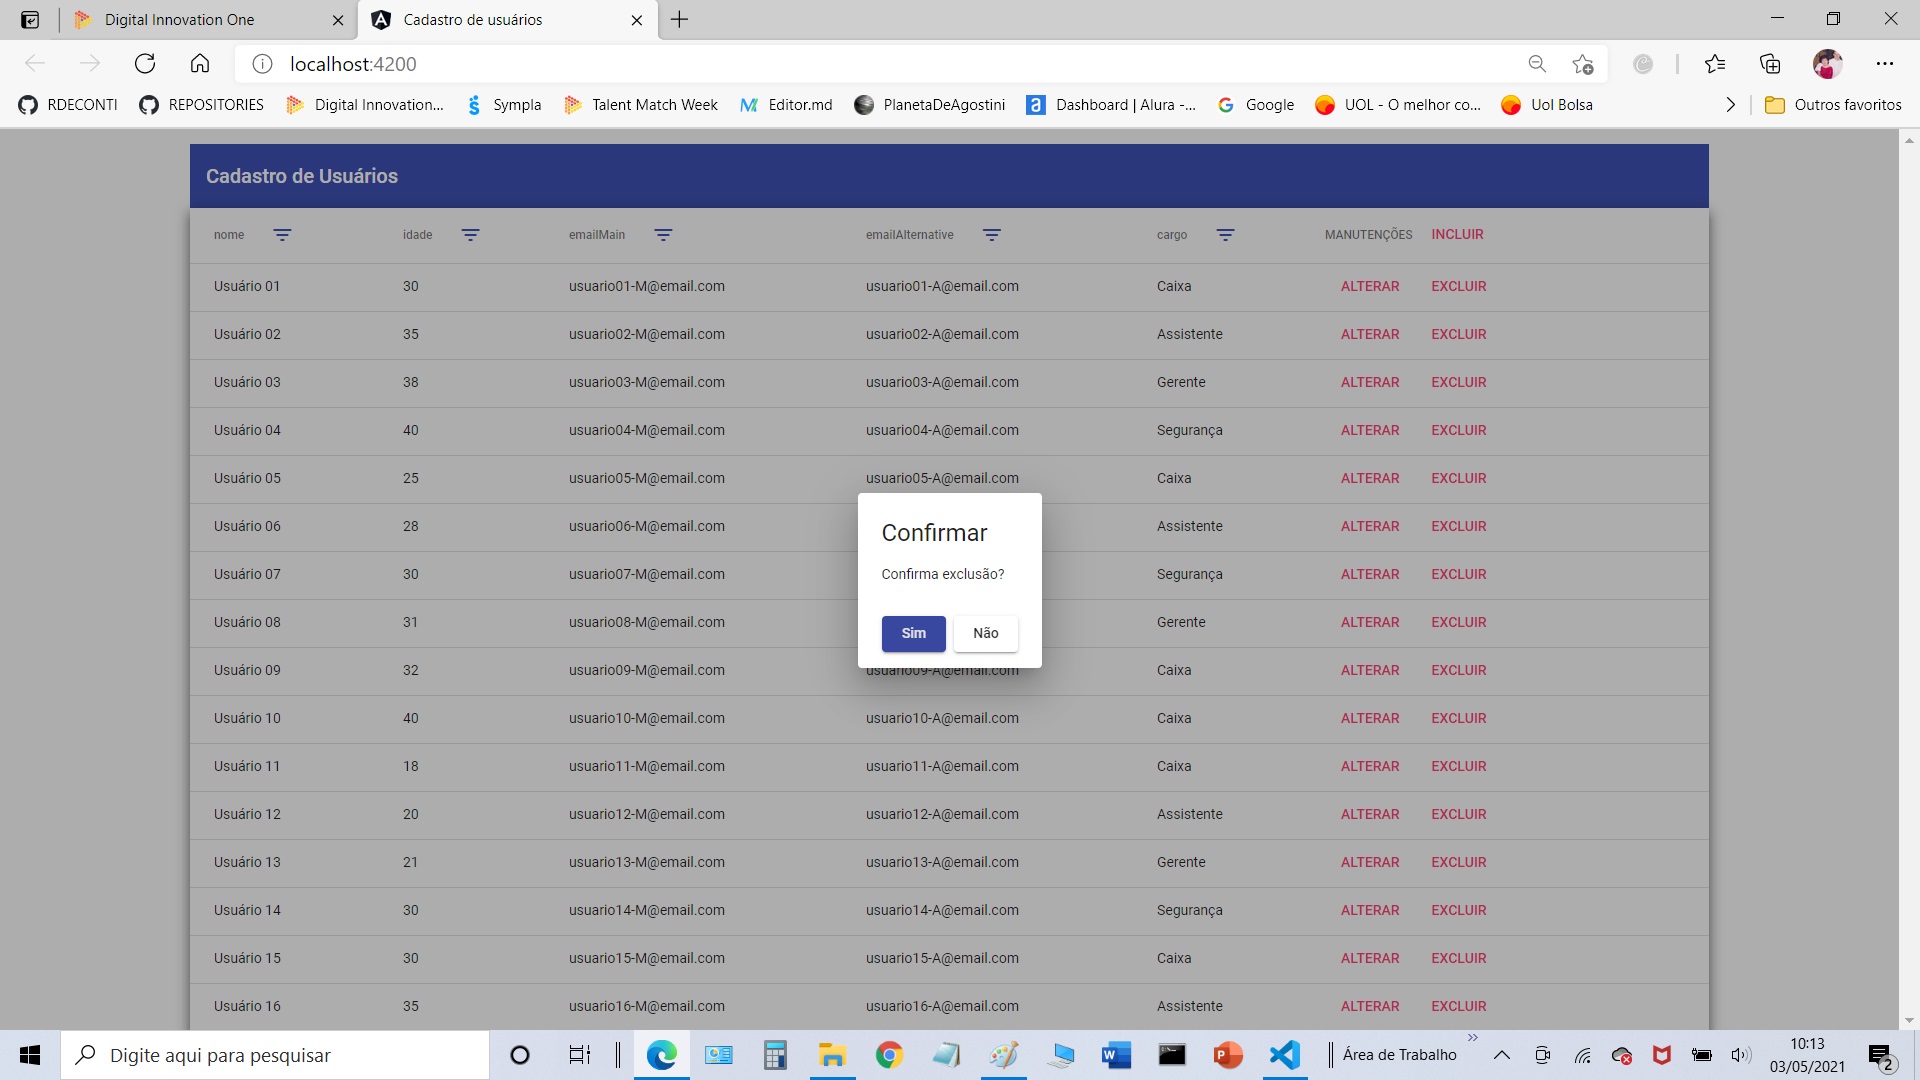 Digital Innovation One
Cadastro de usuários
localhost:4200
RDECONTI REPOSITORIES Digital Innovation... Sympla Talent Match Week Editor.md PlanetaDeAgostini Dashboard | Alura -... Google UOL - O melhor co... Uol Bolsa Outros favoritos
Cadastro de Usuários
nome idade emailMain emailAlternative cargo MANUTENÇÕES INCLUIR
Usuário 01 30 usuario01-M@email.com usuario01-A@email.com Caixa ALTERAR EXCLUIR
Usuário 02 35 usuario02-M@email.com usuario02-A@email.com Assistente ALTERAR EXCLUIR
Usuário 03 38 usuario03-M@email.com usuario03-A@email.com Gerente ALTERAR EXCLUIR
Usuário 04 40 usuario04-M@email.com usuario04-A@email.com Segurança ALTERAR EXCLUIR
Usuário 05 25 usuario05-M@email.com usuario05-A@email.com Caixa ALTERAR EXCLUIR
Usuário 06 28 usuario06-M@email.com Assistente ALTERAR EXCLUIR
Usuário 07 30 usuario07-M@email.com Segurança ALTERAR EXCLUIR
Usuário 08 31 usuario08-M@email.com Gerente ALTERAR EXCLUIR
Usuário 09 32 usuario09-M@email.com usuario09-A@email.com Caixa ALTERAR EXCLUIR
Usuário 10 40 usuario10-M@email.com usuario10-A@email.com Caixa ALTERAR EXCLUIR
Usuário 11 18 usuario11-M@email.com usuario11-A@email.com Caixa ALTERAR EXCLUIR
Usuário 12 20 usuario12-M@email.com usuario12-A@email.com Assistente ALTERAR EXCLUIR
Usuário 13 21 usuario13-M@email.com usuario13-A@email.com Gerente ALTERAR EXCLUIR
Usuário 14 30 usuario14-M@email.com usuario14-A@email.com Segurança ALTERAR EXCLUIR
Usuário 15 30 usuario15-M@email.com usuario15-A@email.com Caixa ALTERAR EXCLUIR
Usuário 16 35 usuario16-M@email.com usuario16-A@email.com Assistente ALTERAR EXCLUIR
Confirmar
Confirma exclusão?
Sim Não
Digite aqui para pesquisar
Área de Trabalho
10:13
03/05/2021
2